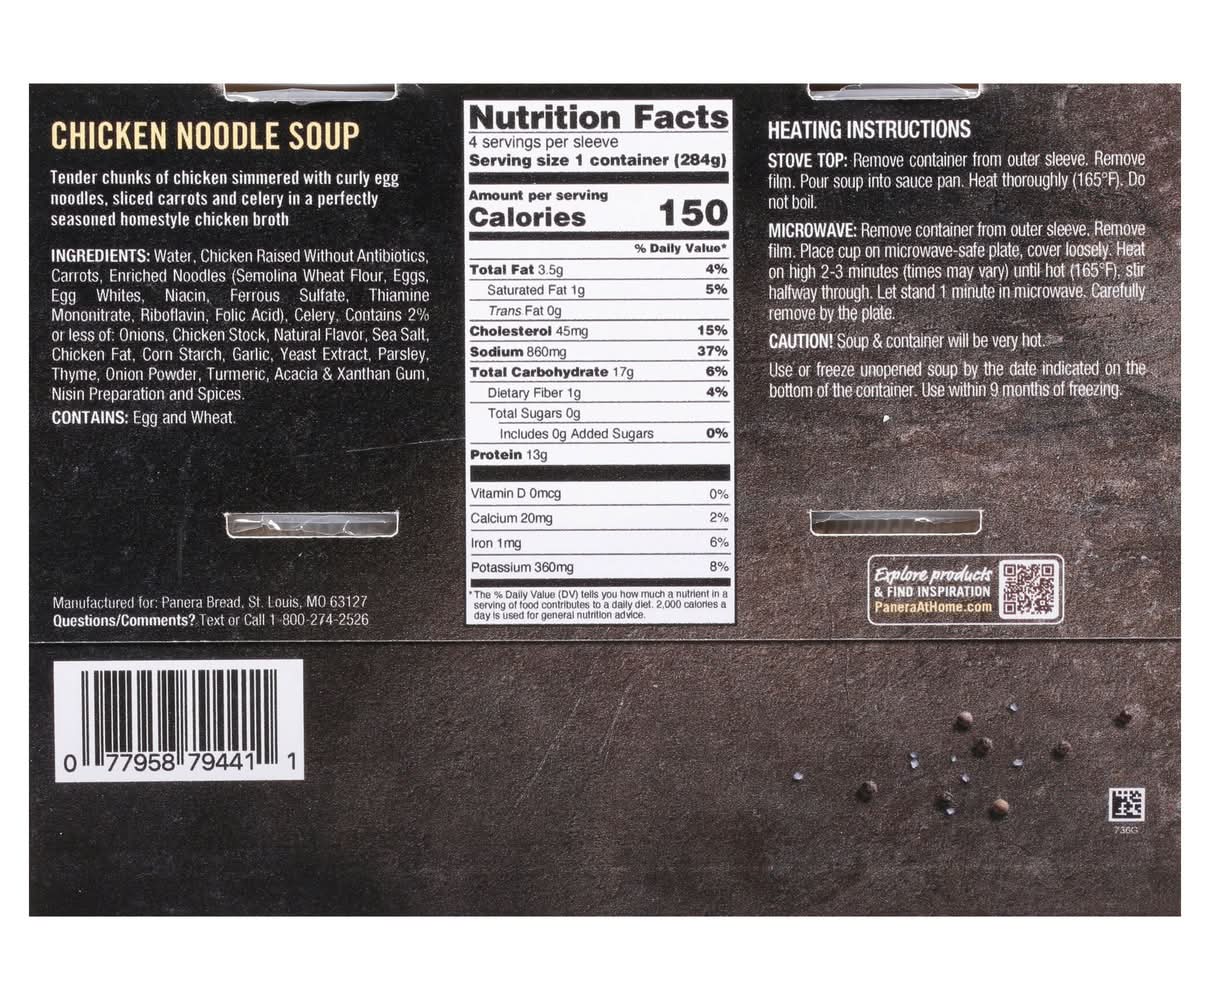 CHICKEN NOODLE SOUP
Tender chunks of chicken simmered with curly egg
noodles, sliced carrots and celery in a perfectly
seasoned homestyle chicken broth
INGREDIENTS: Water, Chicken Raised Without Antibiotics,
Carrots, Enriched Noodles (Semolina Wheat Flour, Eggs,
Egg Whites, Niacin, Ferrous Sulfate, Thiamine
Mononitrate, Riboflavin, Folic Acid), Celery, Contains 2%
or less of: Onions, Chicken Stock, Natural Flavor, Sea Salt,
Chicken Fat, Corn Starch, Garlic, Yeast Extract, Parsley,
Thyme, Onion Powder, Turmeric, Acacia & Xanthan Gum,
Nisin Preparation and Spices.
CONTAINS: Egg and Wheat.
Manufactured for: Panera Bread, St. Louis, MO 63127
Questions/Comments? Text or Call 1-800-274-2526
0 77958 79441 1
Nutrition Facts
4 servings per sleeve
Serving size 1 container (284g)
Amount per serving
Calories 150
% Daily Value*
Total Fat 3.5g 4%
Saturated Fat 1g 5%
Trans Fat 0g
Cholesterol 45mg 15%
Sodium 860mg 37%
Total Carbohydrate 17g 6%
Dietary Fiber 1g 4%
Total Sugars 0g
Includes 0g Added Sugars 0%
Protein 13g
Vitamin D 0mcg 0%
Calcium 20mg 2%
Iron 1mg 6%
Potassium 360mg 8%
*The % Daily Value (DV) tells you how much a nutrient in a
serving of food contributes to a daily diet. 2,000 calories a
day is used for general nutrition advice.
HEATING INSTRUCTIONS
STOVE TOP: Remove container from outer sleeve. Remove
film. Pour soup into sauce pan. Heat thoroughly (165°F). Do
not boil.
MICROWAVE: Remove container from outer sleeve. Remove
film. Place cup on microwave-safe plate, cover loosely. Heat
on high 2-3 minutes (times may vary) until hot (165°F), stir
halfway through. Let stand 1 minute in microwave. Carefully
remove by the plate.
CAUTION! Soup & container will be very hot.
Use or freeze unopened soup by the date indicated on the
bottom of the container. Use within 9 months of freezing.
Explore products
& FIND INSPIRATION
PaneraAtHome.com
736G